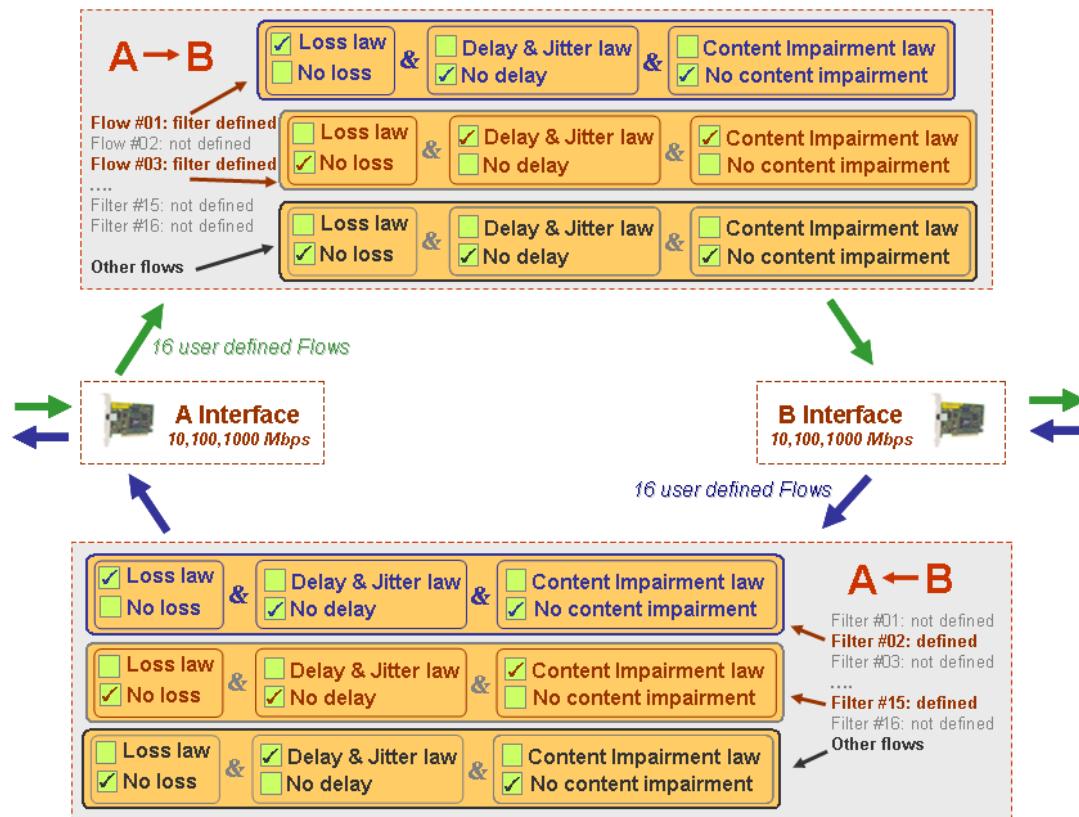 A → B
Loss law
No loss
&
Delay & Jitter law
No delay
&
Content Impairment law
No content impairment
Flow #01: filter defined
Flow #02: not defined
Flow #03: filter defined
....
Filter #15: not defined
Filter #16: not defined
Other flows
Loss law
No loss
&
Delay & Jitter law
No delay
&
Content Impairment law
No content impairment
Loss law
No loss
&
Delay & Jitter law
No delay
&
Content Impairment law
No content impairment
16 user defined Flows
A Interface
10,100,1000 Mbps
B Interface
10,100,1000 Mbps
16 user defined Flows
Loss law
No loss
&
Delay & Jitter law
No delay
&
Content Impairment law
No content impairment
A ← B
Filter #01: not defined
Filter #02: defined
Filter #03: not defined
....
Filter #15: defined
Filter #16: not defined
Other flows
Loss law
No loss
&
Delay & Jitter law
No delay
&
Content Impairment law
No content impairment
Loss law
No loss
&
Delay & Jitter law
No delay
&
Content Impairment law
No content impairment